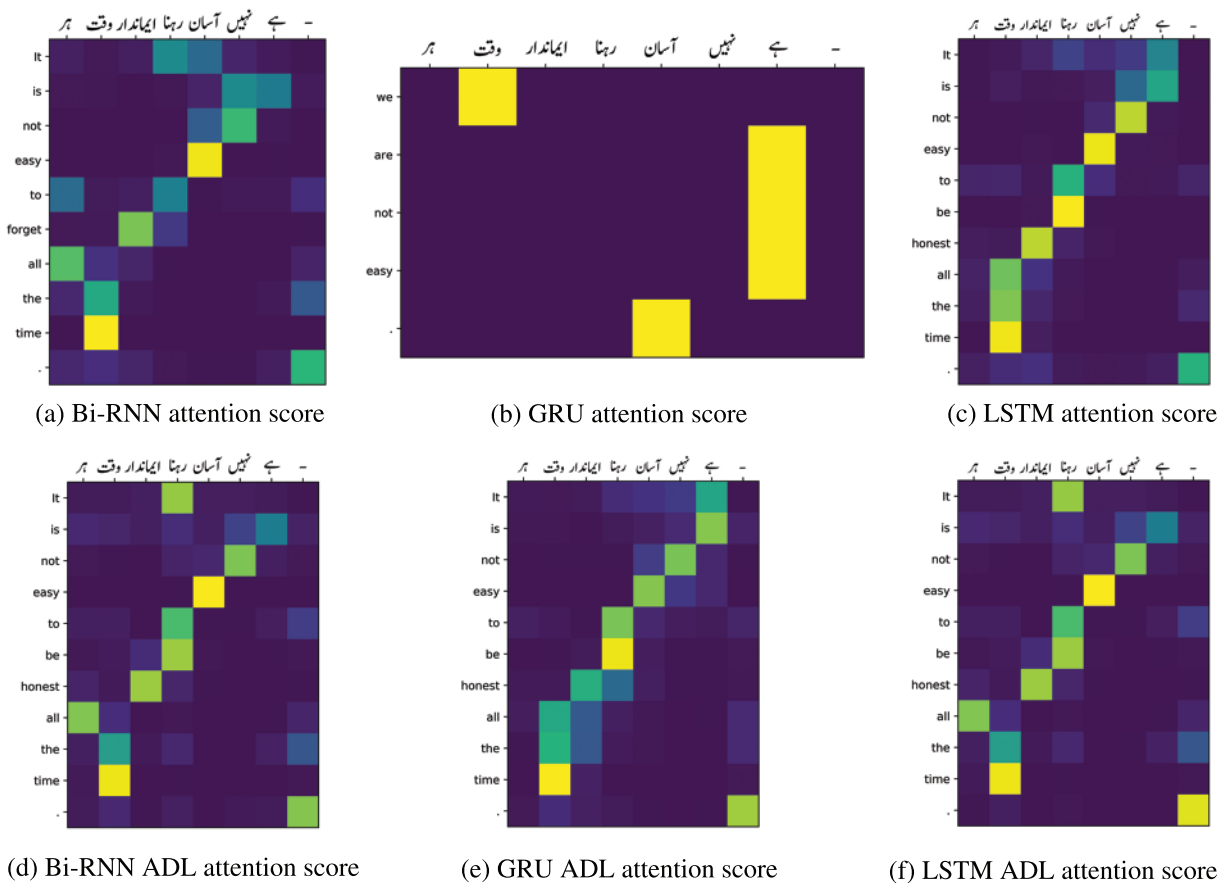 ہر وقت ایماندار رہنا آسان نہیں ہے ۔
It
is
not
easy
to
forget
all
the
time
.
(a) Bi-RNN attention score
ہر وقت ایماندار رہنا آسان نہیں ہے ۔
we
are
not
easy
.
(b) GRU attention score
ہر وقت ایماندار رہنا آسان نہیں ہے ۔
It
is
not
easy
to
be
honest
all
the
time
.
(c) LSTM attention score
ہر وقت ایماندار رہنا آسان نہیں ہے ۔
It
is
not
easy
to
be
honest
all
the
time
.
(d) Bi-RNN ADL attention score
ہر وقت ایماندار رہنا آسان نہیں ہے ۔
It
is
not
easy
to
be
honest
all
the
time
.
(e) GRU ADL attention score
ہر وقت ایماندار رہنا آسان نہیں ہے ۔
It
is
not
easy
to
be
honest
all
the
time
.
(f) LSTM ADL attention score